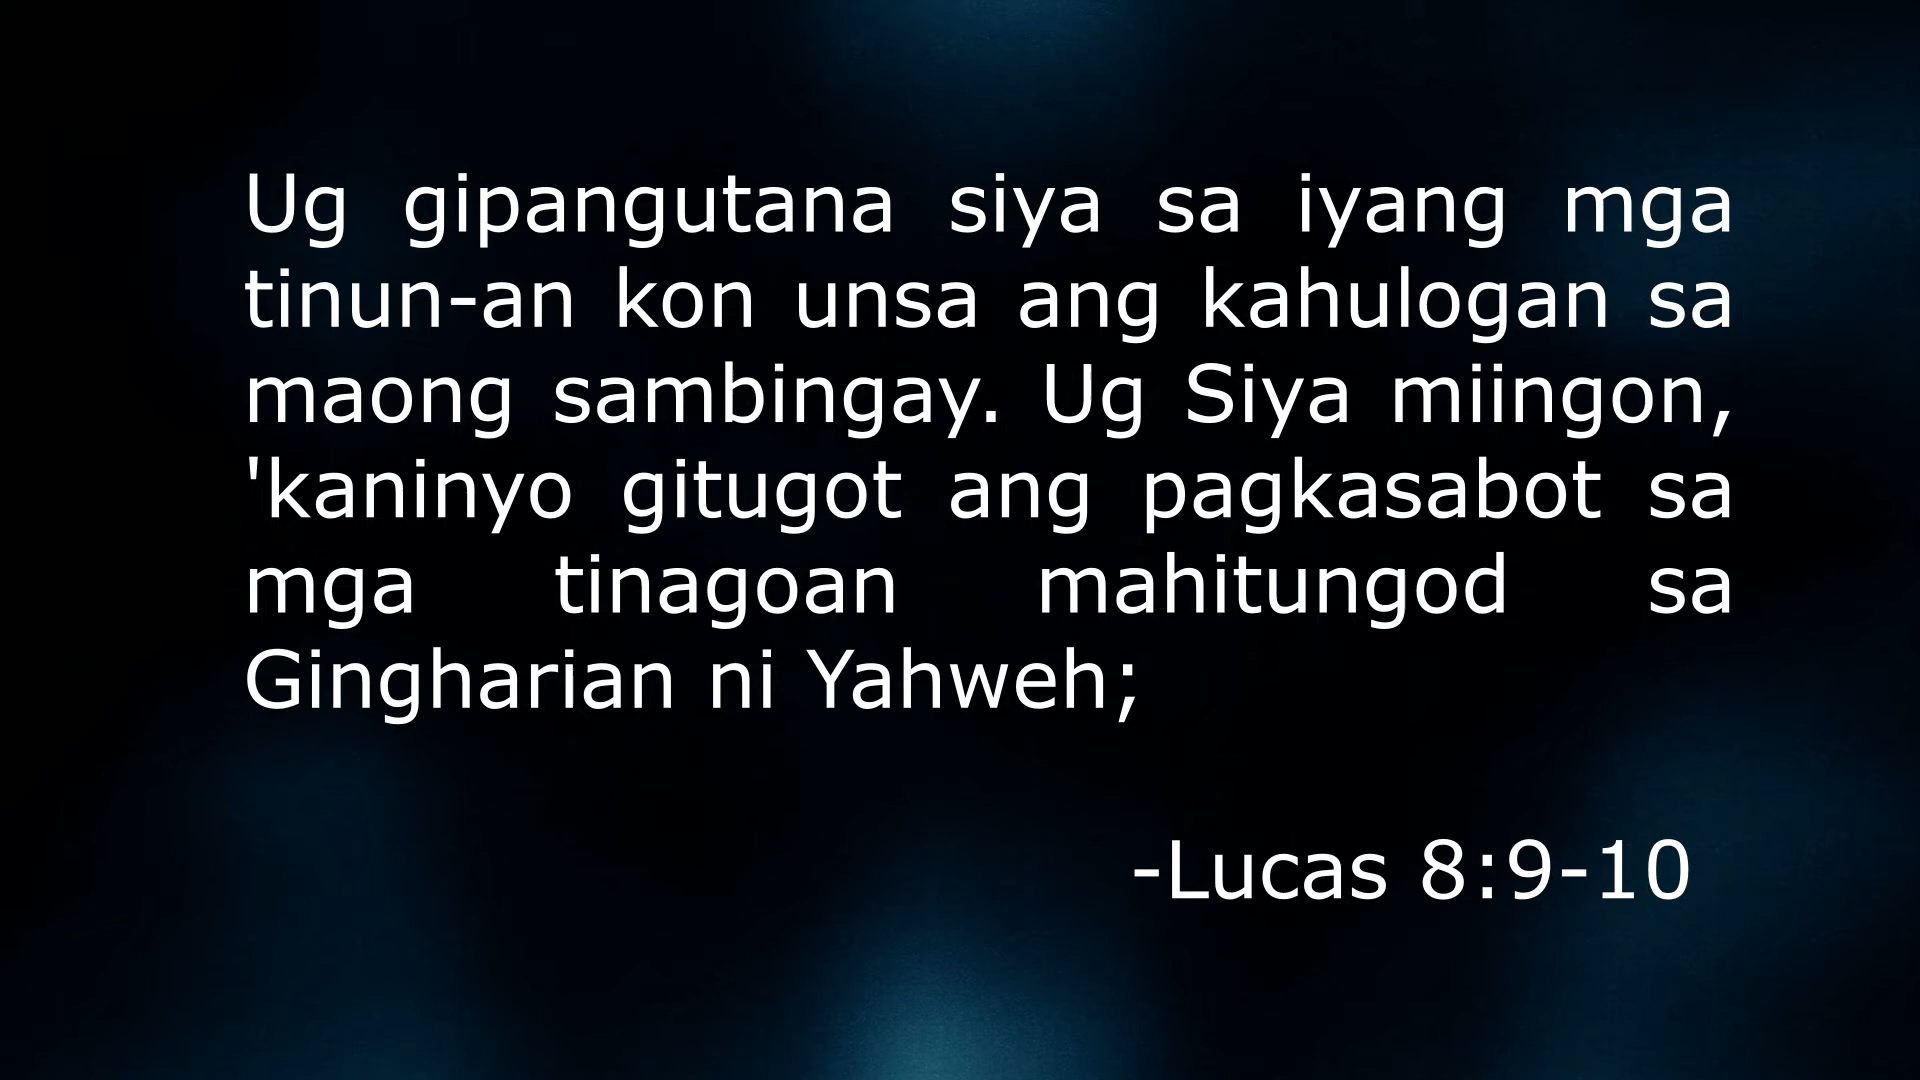 Ug gipangutana siya sa iyang mga
tinun-an kon unsa ang kahulogan sa
maong sambingay. Ug Siya miingon,
'kaninyo gitugot ang pagkasabot sa
mga tinagoan mahitungod sa
Gingharian ni Yahweh;
-Lucas 8:9-10